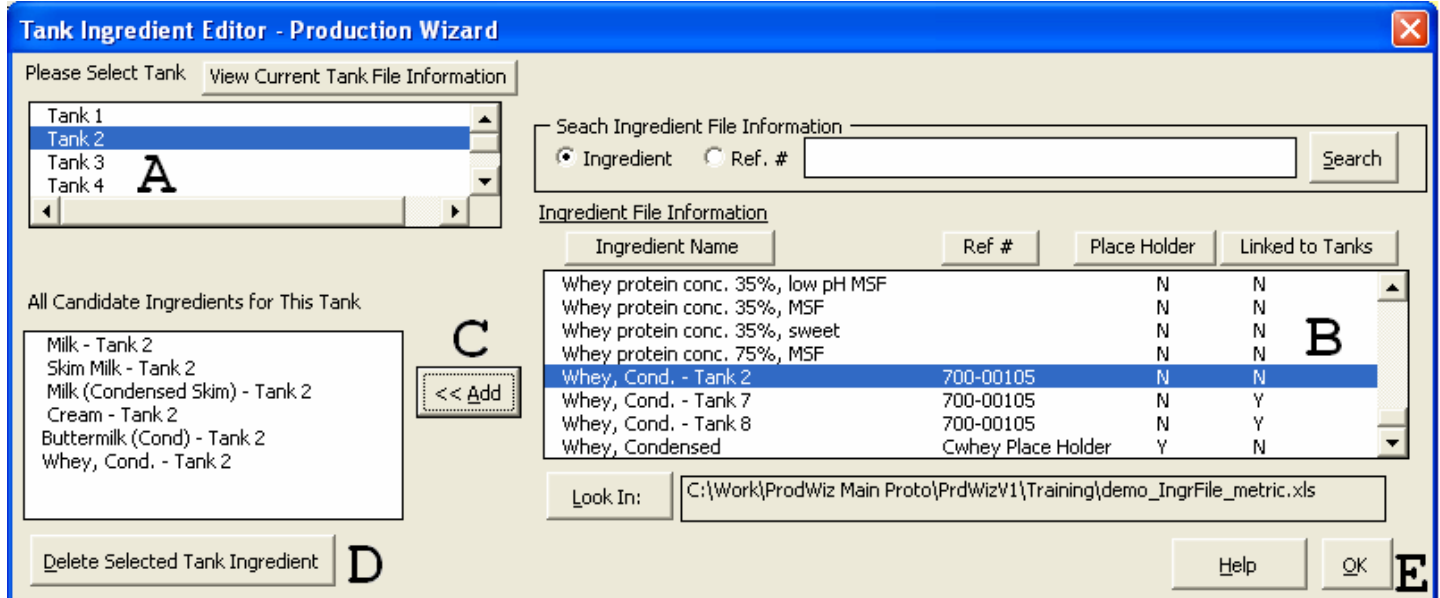 Tank Ingredient Editor - Production Wizard
Please Select Tank
View Current Tank File Information
Tank 1
Tank 2
Tank 3
Tank 4
A
Seach Ingredient File Information
Ingredient
Ref. #
Search
Ingredient File Information
Ingredient Name
Ref #
Place Holder
Linked to Tanks
Whey protein conc. 35%, low pH MSF N N
Whey protein conc. 35%, MSF N N
Whey protein conc. 35%, sweet N N
Whey protein conc. 75%, MSF N N
Whey, Cond. - Tank 2 700-00105 N N
Whey, Cond. - Tank 7 700-00105 N Y
Whey, Cond. - Tank 8 700-00105 N Y
Whey, Condensed Cwhey Place Holder Y N
B
All Candidate Ingredients for This Tank
Milk - Tank 2
Skim Milk - Tank 2
Milk (Condensed Skim) - Tank 2
Cream - Tank 2
Buttermilk (Cond) - Tank 2
Whey, Cond. - Tank 2
C
<< Add
Look In:
C:\Work\ProdWiz Main Proto\PrdWizV1\Training\demo_IngrFile_metric.xls
Delete Selected Tank Ingredient
D
Help
OK
E